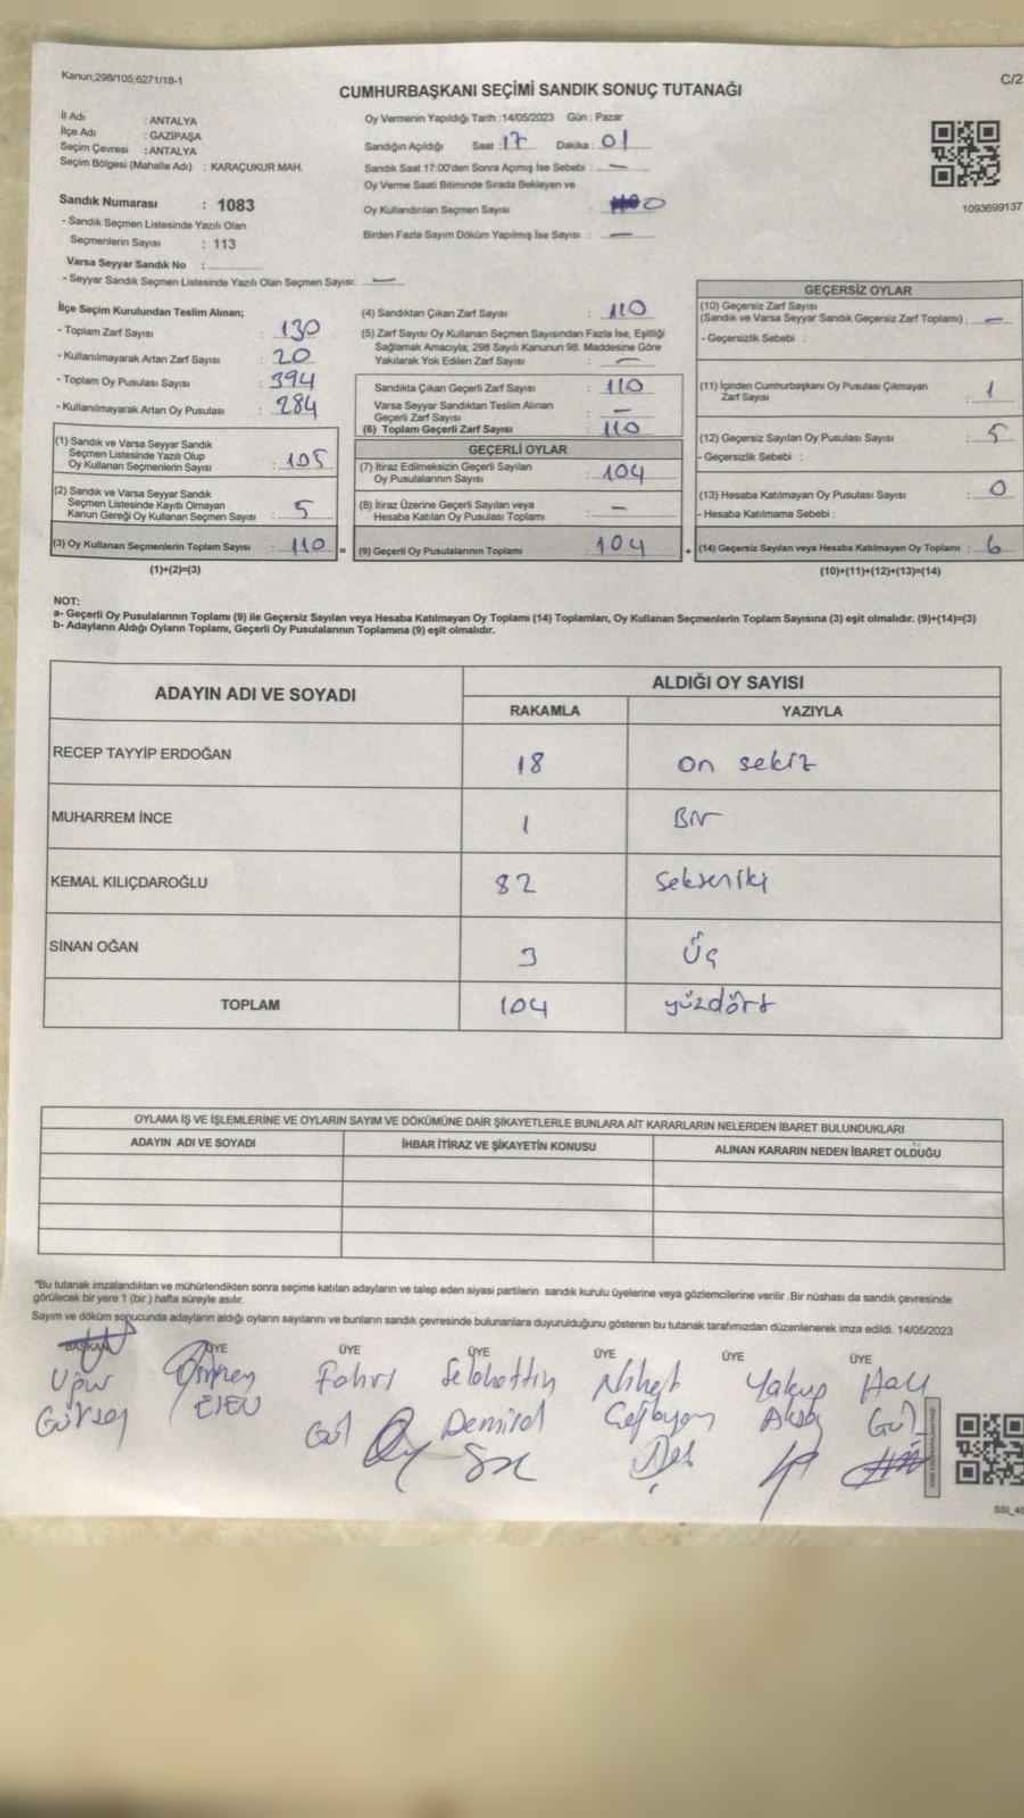 Kanun;298/105;6271/18-1
C/2
CUMHURBAŞKANI SEÇİMİ SANDIK SONUÇ TUTANAĞI
İl Adı : ANTALYA
İlçe Adı : GAZİPAŞA
Seçim Çevresi : ANTALYA
Seçim Bölgesi (Mahalle Adı) : KARAÇUKUR MAH.
Sandık Numarası : 1083
- Sandık Seçmen Listesinde Yazılı Olan
Seçmenlerin Sayısı : 113
Varsa Seyyar Sandık No :
- Seyyar Sandık Seçmen Listesinde Yazılı Olan Seçmen Sayısı: —
Oy Vermenin Yapıldığı Tarih :14/05/2023 Gün : Pazar
Sandığın Açıldığı Saat : 17 Dakika : 01
Sandık Saat 17:00'den Sonra Açılmış İse Sebebi : —
Oy Verme Saati Bitiminde Sırada Bekleyen ve
Oy Kullandırılan Seçmen Sayısı : 0
Birden Fazla Sayım Döküm Yapılmış İse Sayısı : —
1093699137
İlçe Seçim Kurulundan Teslim Alınan;
- Toplam Zarf Sayısı : 130
- Kullanılmayarak Artan Zarf Sayısı : 20
- Toplam Oy Pusulası Sayısı : 394
- Kullanılmayarak Artan Oy Pusulası : 284
(1) Sandık ve Varsa Seyyar Sandık
Seçmen Listesinde Yazılı Olup
Oy Kullanan Seçmenlerin Sayısı : 105
(2) Sandık ve Varsa Seyyar Sandık
Seçmen Listesinde Kayıtlı Olmayan
Kanun Gereği Oy Kullanan Seçmen Sayısı : 5
(3) Oy Kullanan Seçmenlerin Toplam Sayısı : 110 =
(1)+(2)=(3)
(4) Sandıktan Çıkan Zarf Sayısı : 110
(5) Zarf Sayısı Oy Kullanan Seçmen Sayısından Fazla İse, Eşitliği
Sağlamak Amacıyla, 298 Sayılı Kanunun 98. Maddesine Göre
Yakılarak Yok Edilen Zarf Sayısı : —
Sandıkta Çıkan Geçerli Zarf Sayısı : 110
Varsa Seyyar Sandıktan Teslim Alınan
Geçerli Zarf Sayısı : —
(6) Toplam Geçerli Zarf Sayısı : 110
GEÇERLİ OYLAR
(7) İtiraz Edilmeksizin Geçerli Sayılan
Oy Pusulalarının Sayısı : 104
(8) İtiraz Üzerine Geçerli Sayılan veya
Hesaba Katılan Oy Pusulası Toplamı : —
(9) Geçerli Oy Pusulalarının Toplamı : 104 +
GEÇERSİZ OYLAR
(10) Geçersiz Zarf Sayısı
(Sandık ve Varsa Seyyar Sandık Geçersiz Zarf Toplamı) : —
- Geçersizlik Sebebi :
(11) İçinden Cumhurbaşkanı Oy Pusulası Çıkmayan
Zarf Sayısı : 1
(12) Geçersiz Sayılan Oy Pusulası Sayısı : 5
- Geçersizlik Sebebi :
(13) Hesaba Katılmayan Oy Pusulası Sayısı : 0
- Hesaba Katılmama Sebebi :
(14) Geçersiz Sayılan veya Hesaba Katılmayan Oy Toplamı : 6
(10)+(11)+(12)+(13)=(14)
NOT:
a- Geçerli Oy Pusulalarının Toplamı (9) ile Geçersiz Sayılan veya Hesaba Katılmayan Oy Toplamı (14) Toplamları, Oy Kullanan Seçmenlerin Toplam Sayısına (3) eşit olmalıdır. (9)+(14)=(3)
b- Adayların Aldığı Oyların Toplamı, Geçerli Oy Pusulalarının Toplamına (9) eşit olmalıdır.
ADAYIN ADI VE SOYADI
ALDIĞI OY SAYISI
RAKAMLA YAZIYLA
RECEP TAYYİP ERDOĞAN 18 on sekiz
MUHARREM İNCE 1 Bir
KEMAL KILIÇDAROĞLU 82 Sekseniki
SİNAN OĞAN 3 Üç
TOPLAM 104 yüzdört
OYLAMA İŞ VE İŞLEMLERİNE VE OYLARIN SAYIM VE DÖKÜMÜNE DAİR ŞİKAYETLERLE BUNLARA AİT KARARLARIN NELERDEN İBARET BULUNDUKLARI
ADAYIN ADI VE SOYADI İHBAR İTİRAZ VE ŞİKAYETİN KONUSU ALINAN KARARIN NEDEN İBARET OLDUĞU
"Bu tutanak imzalandıktan ve mühürlendikten sonra seçime katılan adayların ve talep eden siyasi partilerin sandık kurulu üyelerine veya gözlemcilerine verilir. Bir nüshası da sandık çevresinde
görülecek bir yere 1 (bir) hafta süreyle asılır.
Sayım ve döküm sonucunda adayların aldığı oyların sayılarını ve bunların sandık çevresinde bulunanlara duyurulduğunu gösteren bu tutanak tarafımızdan düzenlenerek imza edildi. 14/05/2023
BAŞKAN ÜYE ÜYE ÜYE ÜYE ÜYE ÜYE
Uğur Fahri Selahattin Nihat Yakup
Gürsoy Gül Demirel Gül